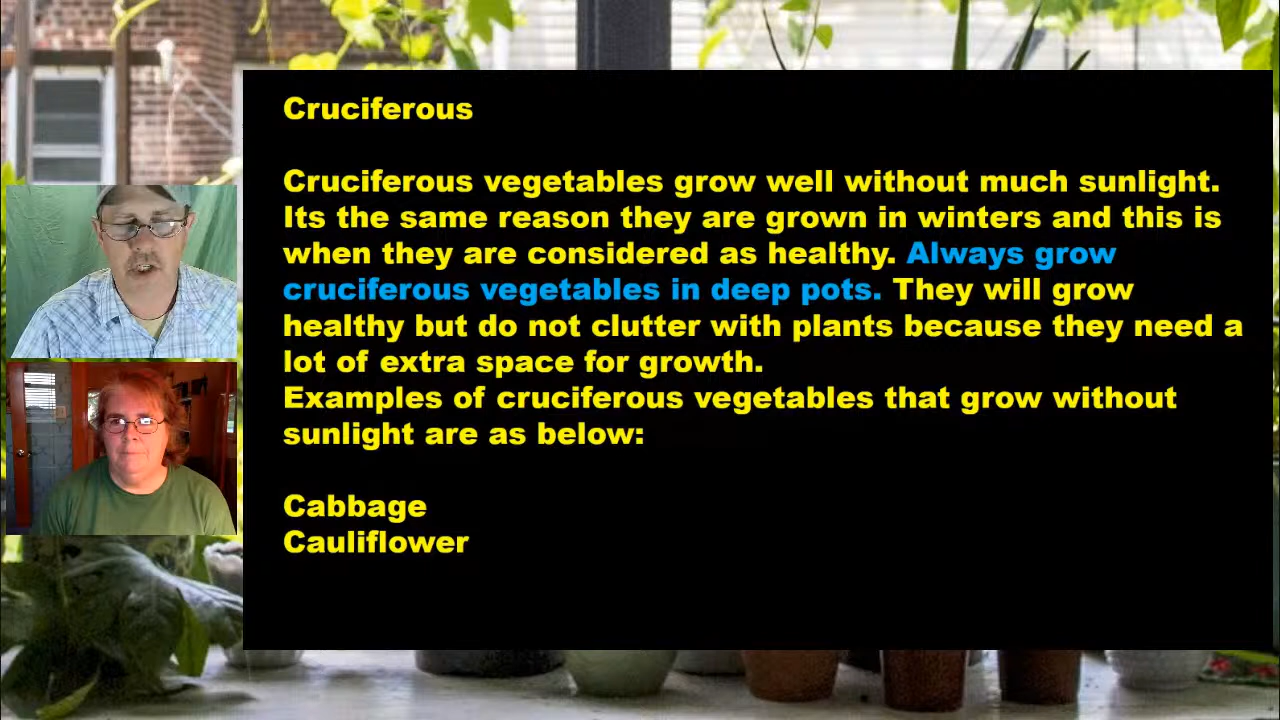 Cruciferous
Cruciferous vegetables grow well without much sunlight.
Its the same reason they are grown in winters and this is
when they are considered as healthy. Always grow
cruciferous vegetables in deep pots. They will grow
healthy but do not clutter with plants because they need a
lot of extra space for growth.
Examples of cruciferous vegetables that grow without
sunlight are as below:
Cabbage
Cauliflower